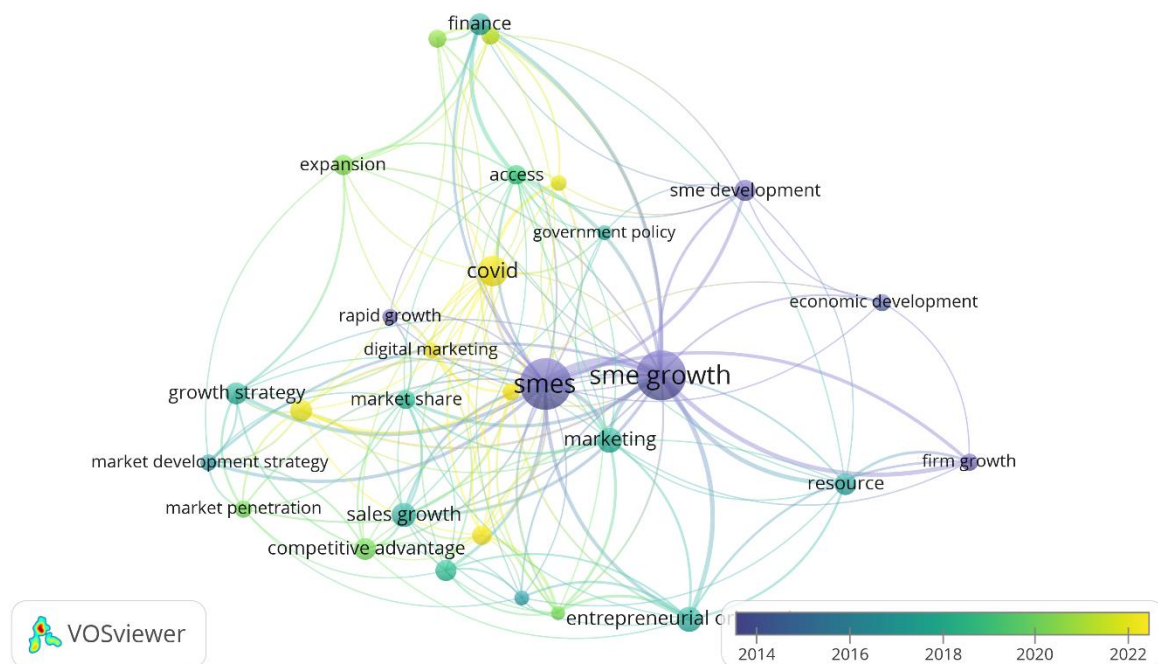 finance
expansion
access
sme development
government policy
covid
economic development
rapid growth
digital marketing
smes
sme growth
growth strategy
market share
marketing
market development strategy
firm growth
resource
market penetration
sales growth
competitive advantage
entrepreneurial o
VOSviewer
2014 2016 2018 2020 2022